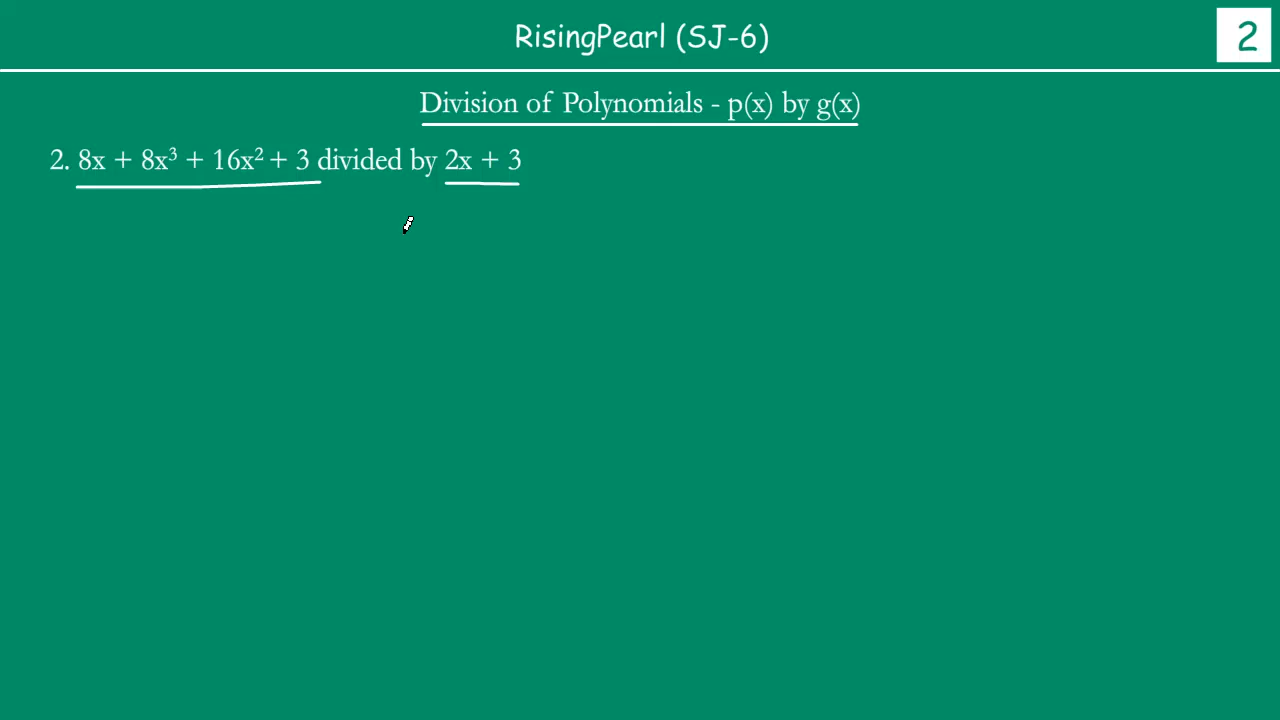 RisingPearl (SJ-6)
2
Division of Polynomials - p(x) by g(x)
2. 8x + 8x³ + 16x² + 3 divided by 2x + 3